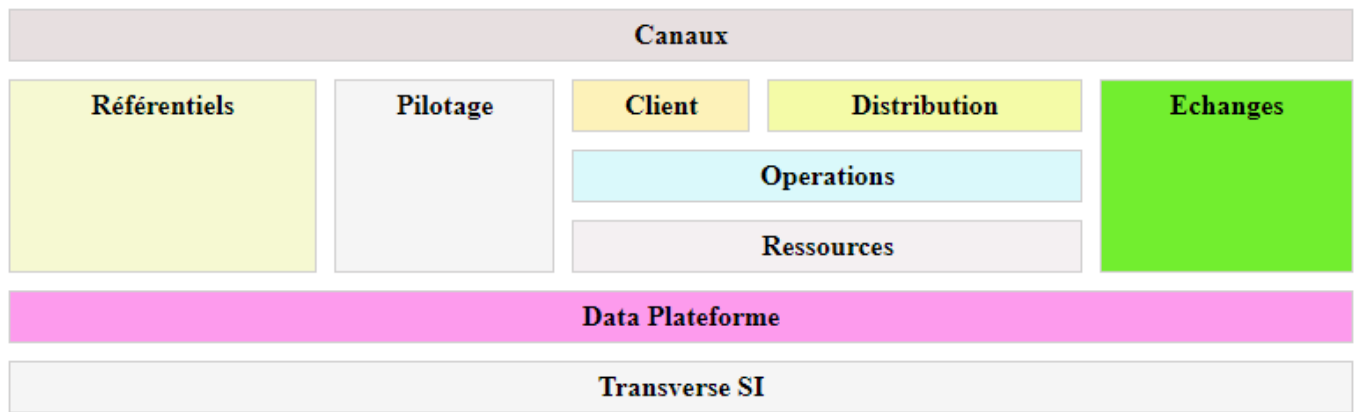 Canaux
Référentiels
Pilotage
Client
Distribution
Echanges
Operations
Ressources
Data Plateforme
Transverse SI